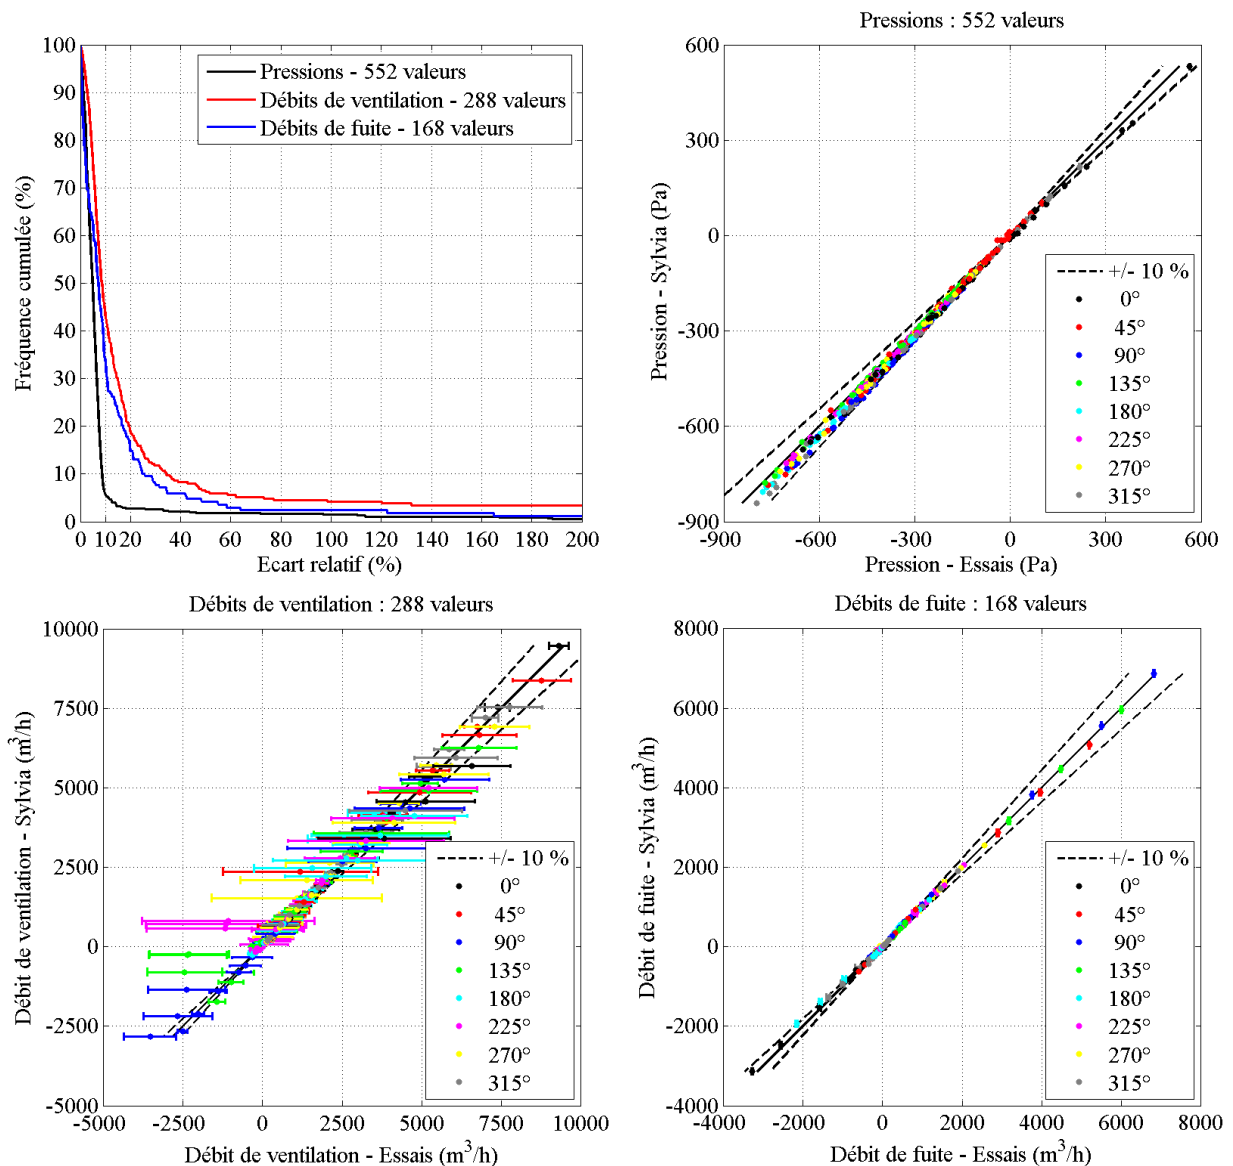 100
90
80
70
60
50
40
30
20
10
0
Fréquence cumulée (%)
Pressions - 552 valeurs
Débits de ventilation - 288 valeurs
Débits de fuite - 168 valeurs
0 10 20 40 60 80 100 120 140 160 180 200
Ecart relatif (%)
Pressions : 552 valeurs
600
300
0
-300
-600
-900
Pression - Sylvia (Pa)
+/- 10 %
0°
45°
90°
135°
180°
225°
270°
315°
-900 -600 -300 0 300 600
Pression - Essais (Pa)
Débits de ventilation : 288 valeurs
10000
7500
5000
2500
0
-2500
-5000
Débit de ventilation - Sylvia (m³/h)
+/- 10 %
0°
45°
90°
135°
180°
225°
270°
315°
-5000 -2500 0 2500 5000 7500 10000
Débit de ventilation - Essais (m³/h)
Débits de fuite : 168 valeurs
8000
6000
4000
2000
0
-2000
-4000
Débit de fuite - Sylvia (m³/h)
+/- 10 %
0°
45°
90°
135°
180°
225°
270°
315°
-4000 -2000 0 2000 4000 6000 8000
Débit de fuite - Essais (m³/h)